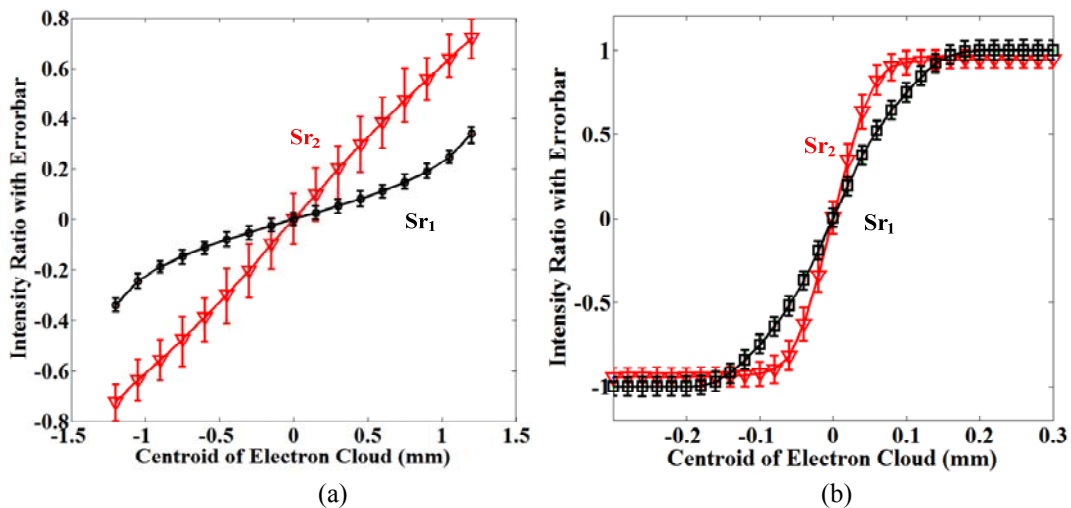 Intensity Ratio with Errorbar
0.8
0.6
0.4
0.2
0
-0.2
-0.4
-0.6
-0.8
Sr₂
Sr₁
-1.5 -1 -0.5 0 0.5 1 1.5
Centroid of Electron Cloud (mm)
(a)
Intensity Ratio with Errorbar
1
0.5
0
-0.5
-1
Sr₂
Sr₁
-0.2 -0.1 0 0.1 0.2 0.3
Centroid of Electron Cloud (mm)
(b)